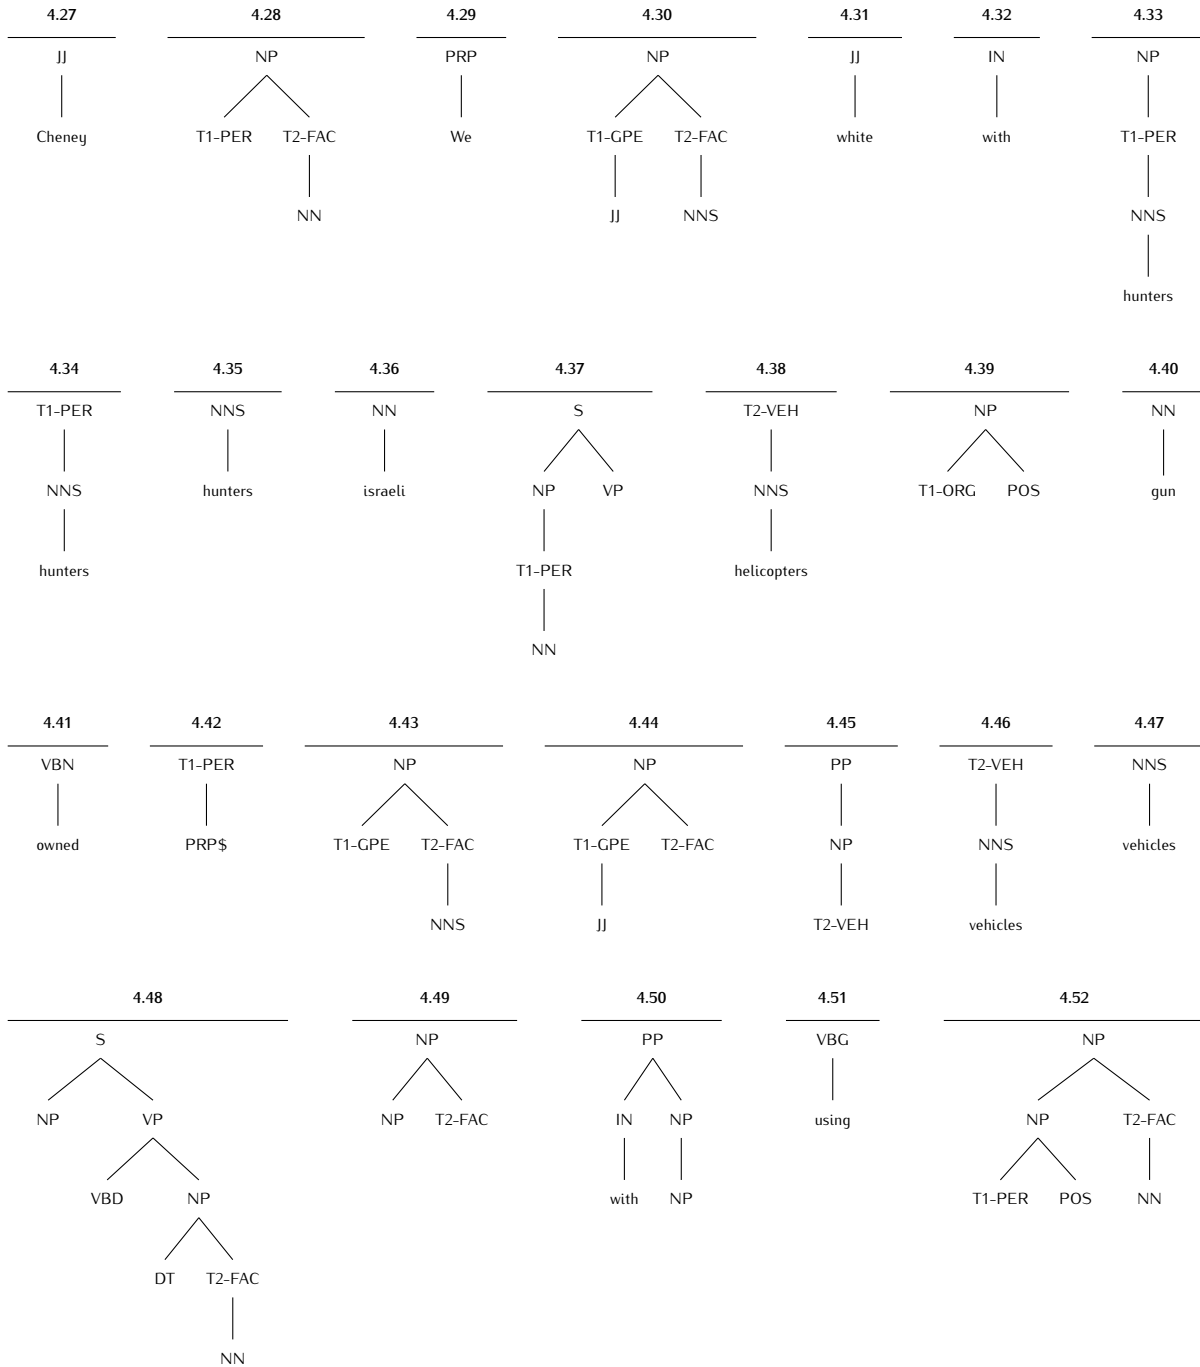 4.27 4.28 4.29 4.30 4.31 4.32 4.33
JJ NP PRP NP JJ IN NP
Cheney T1-PER T2-FAC We T1-GPE T2-FAC white with T1-PER
NN JJ NNS NNS
hunters
4.34 4.35 4.36 4.37 4.38 4.39 4.40
T1-PER NNS NN S T2-VEH NP NN
NNS hunters israeli NP VP NNS T1-ORG POS gun
hunters T1-PER helicopters
NN
4.41 4.42 4.43 4.44 4.45 4.46 4.47
VBN T1-PER NP NP PP T2-VEH NNS
owned PRP$ T1-GPE T2-FAC T1-GPE T2-FAC NP NNS vehicles
NNS JJ T2-VEH vehicles
4.48 4.49 4.50 4.51 4.52
S NP PP VBG NP
NP VP NP T2-FAC IN NP using NP T2-FAC
VBD NP with NP T1-PER POS NN
DT T2-FAC
NN